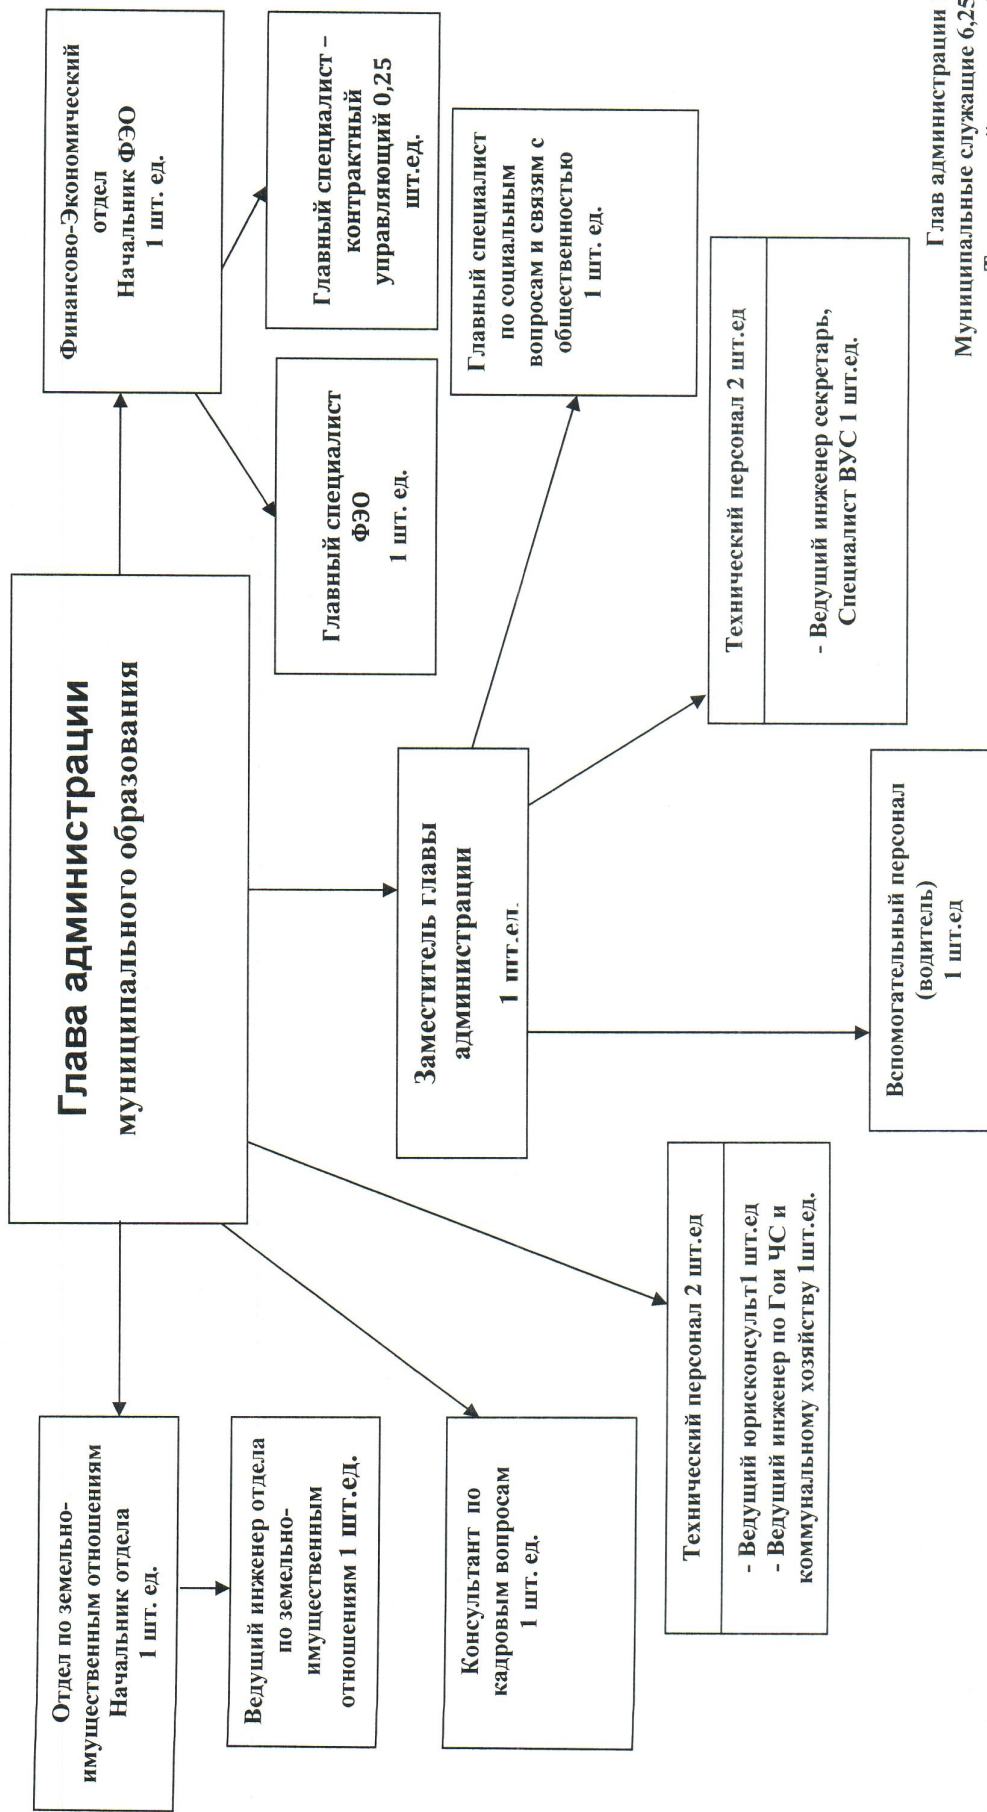 Глава администрации
муниципального образования
Отдел по земельно-
имущественным отношениям
Начальник отдела
1 шт. ед.
Ведущий инженер отдела
по земельно-
имущественным
отношениям 1 шт.ед.
Консультант по
кадровым вопросам
1 шт. ед.
Технический персонал 2 шт.ед
- Ведущий юрисконсульт1 шт.ед
- Ведущий инженер по Гои ЧС и
коммунальному хозяйству 1шт.ед.
Заместитель главы
администрации
1 шт.ед.
Вспомогательный персонал
(водитель)
1 шт.ед
Технический персонал 2 шт.ед
- Ведущий инженер секретарь,
Специалист ВУС 1 шт.ед.
Главный специалист
по социальным
вопросам и связям с
общественностью
1 шт. ед.
Финансово-Экономический
отдел
Начальник ФЭО
1 шт. ед.
Главный специалист
ФЭО
1 шт. ед.
Главный специалист –
контрактный
управляющий 0,25
шт.ед.
Глав администрации
Муниципальные служащие 6,25